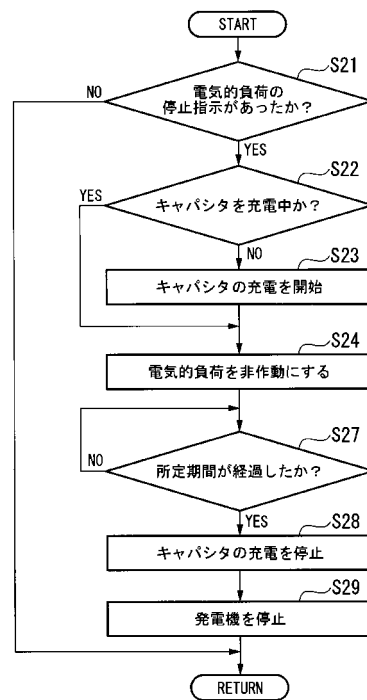 START
S21
電気的負荷の
停止指示があったか?
NO
YES
S22
キャパシタを充電中か?
YES
NO
S23
キャパシタの充電を開始
S24
電気的負荷を非作動にする
S27
所定期間が経過したか?
NO
YES
S28
キャパシタの充電を停止
S29
発電機を停止
RETURN